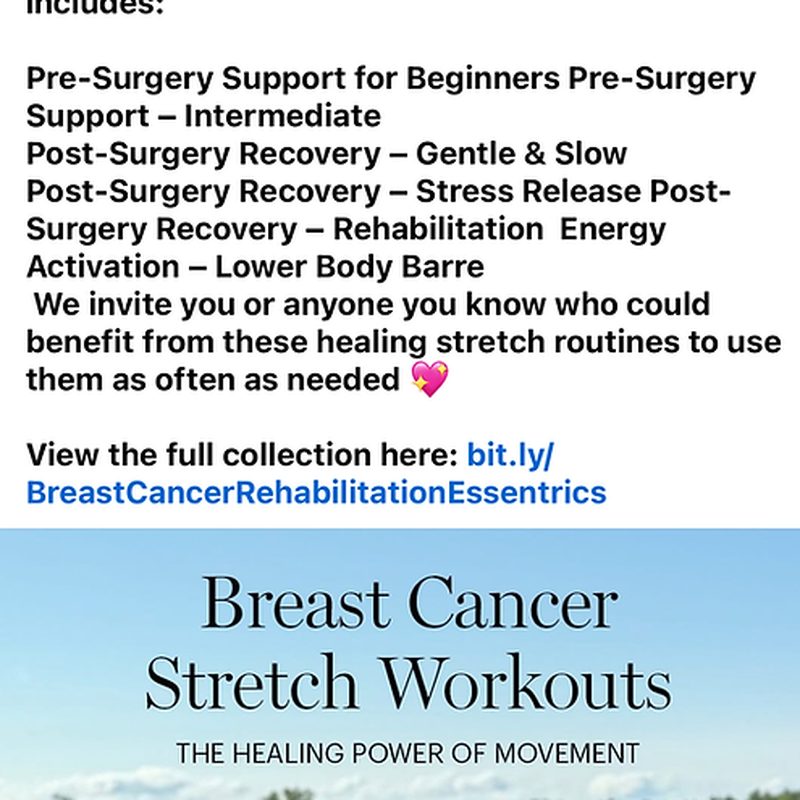 includes:
Pre-Surgery Support for Beginners Pre-Surgery
Support – Intermediate
Post-Surgery Recovery – Gentle & Slow
Post-Surgery Recovery – Stress Release Post-
Surgery Recovery – Rehabilitation  Energy
Activation – Lower Body Barre
We invite you or anyone you know who could
benefit from these healing stretch routines to use
them as often as needed 💖
View the full collection here: bit.ly/
BreastCancerRehabilitationEssentrics
Breast Cancer
Stretch Workouts
THE HEALING POWER OF MOVEMENT